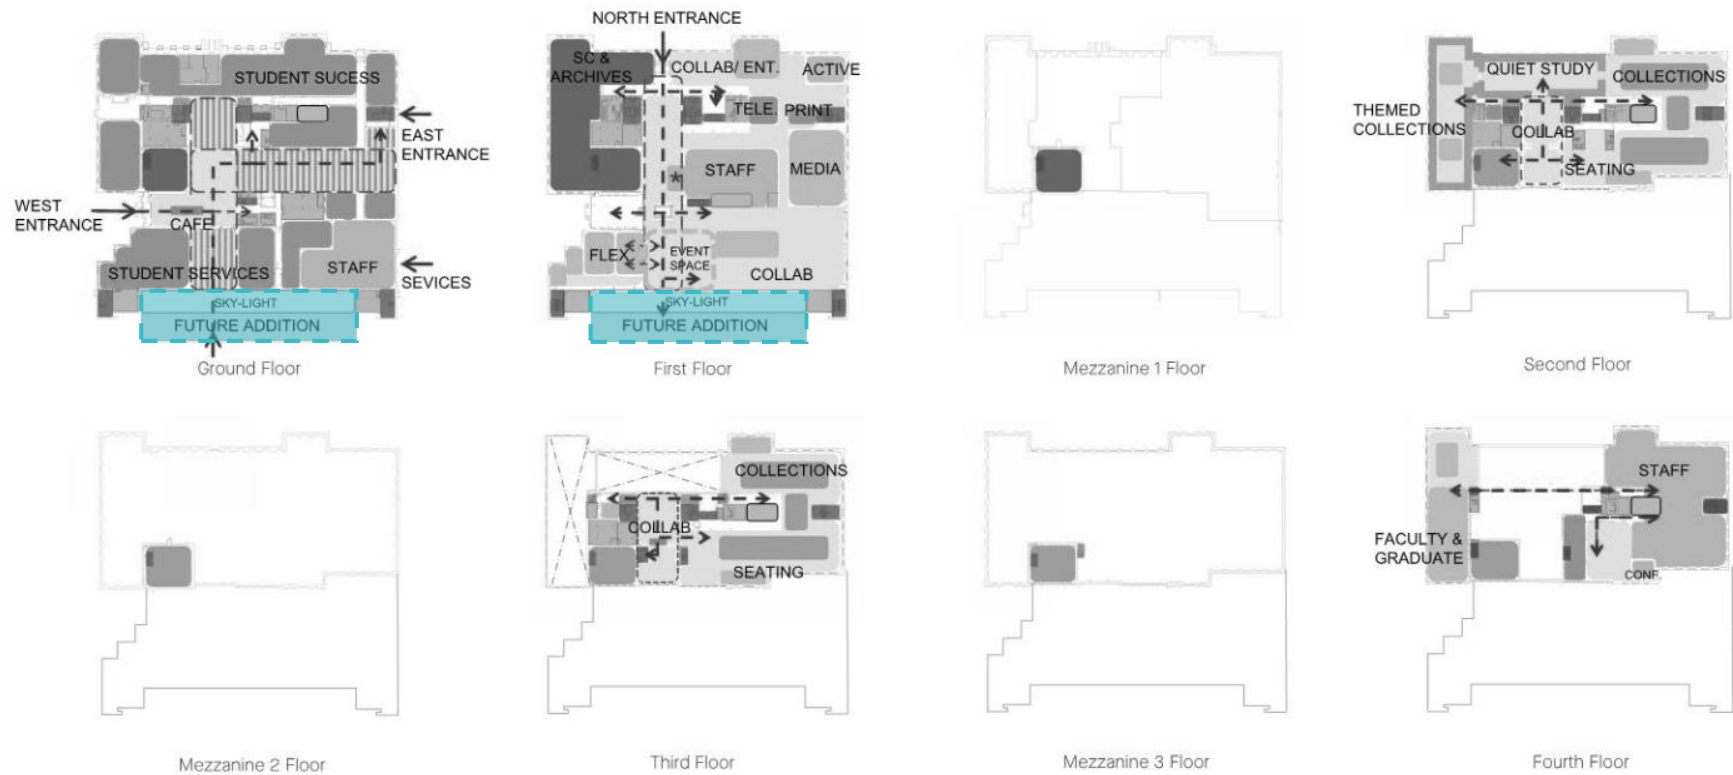 STUDENT SUCESS
EAST
ENTRANCE
WEST
ENTRANCE
CAFE
STUDENT SERVICES
STAFF
SEVICES
SKY-LIGHT
FUTURE ADDITION
Ground Floor
NORTH ENTRANCE
SC &
ARCHIVES
COLLAB/ ENT.
ACTIVE
TELE.
PRINT
STAFF
MEDIA
*
FLEX
EVENT
SPACE
COLLAB
SKY-LIGHT
FUTURE ADDITION
First Floor
Mezzanine 1 Floor
QUIET STUDY
COLLECTIONS
THEMED
COLLECTIONS
COLLAB
SEATING
Second Floor
Mezzanine 2 Floor
COLLECTIONS
COLLAB
SEATING
Third Floor
Mezzanine 3 Floor
STAFF
FACULTY &
GRADUATE
CONF.
Fourth Floor